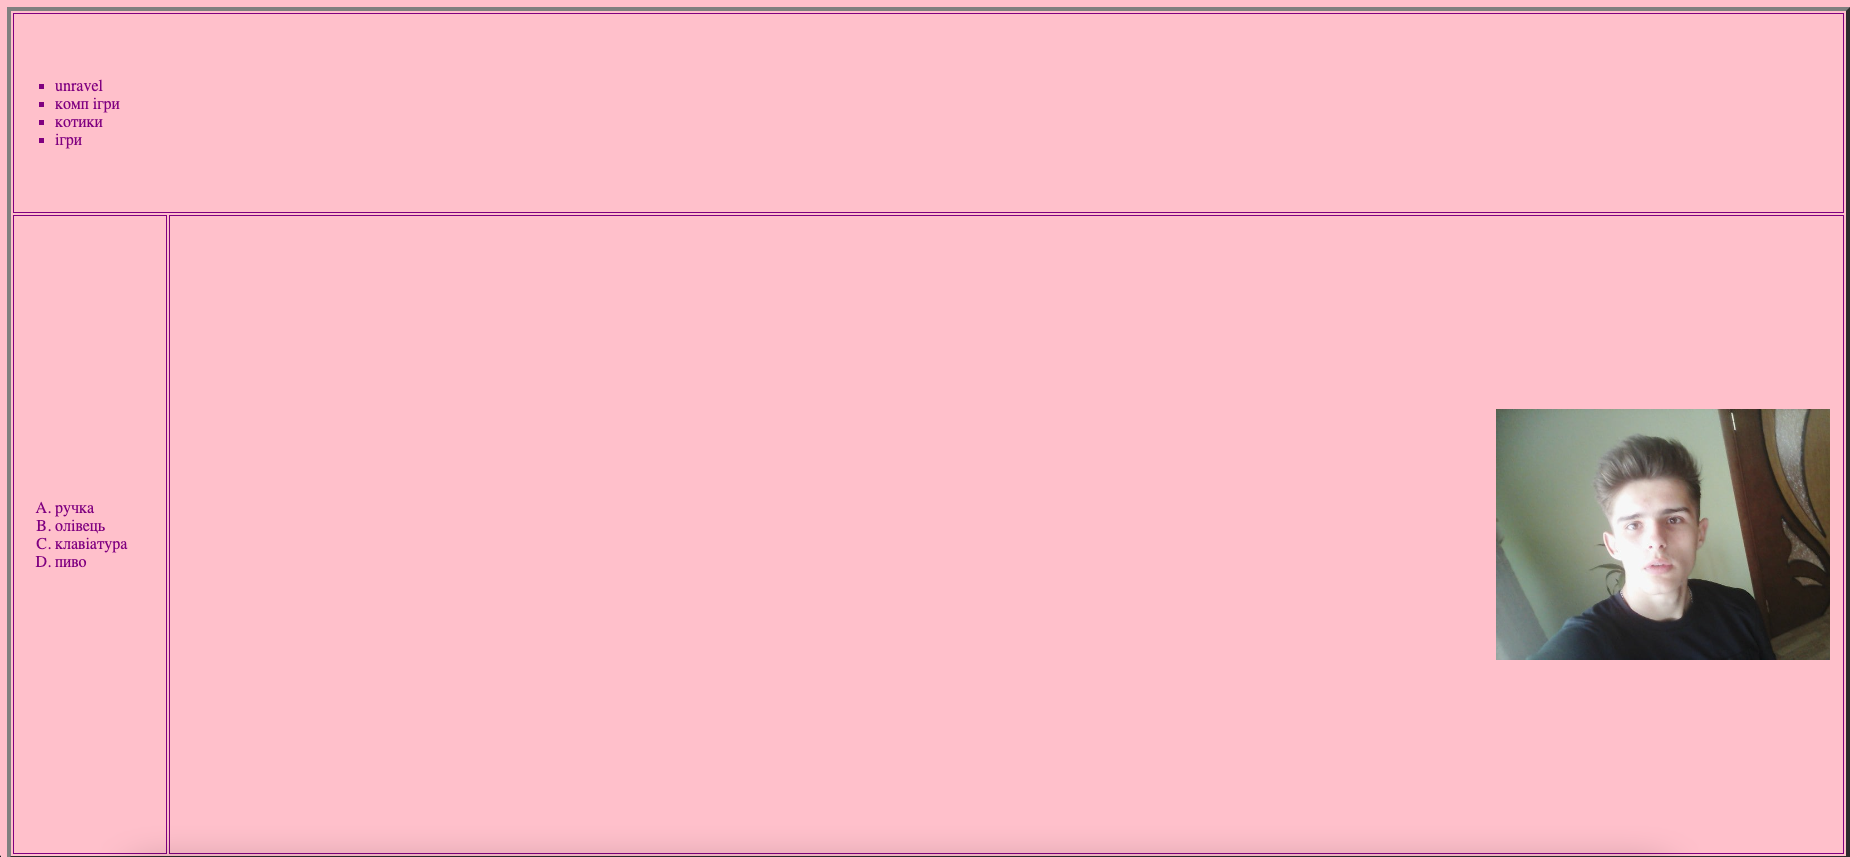 unravel
комп ігри
котики
ігри
A. ручка
B. олівець
C. клавіатура
D. пиво